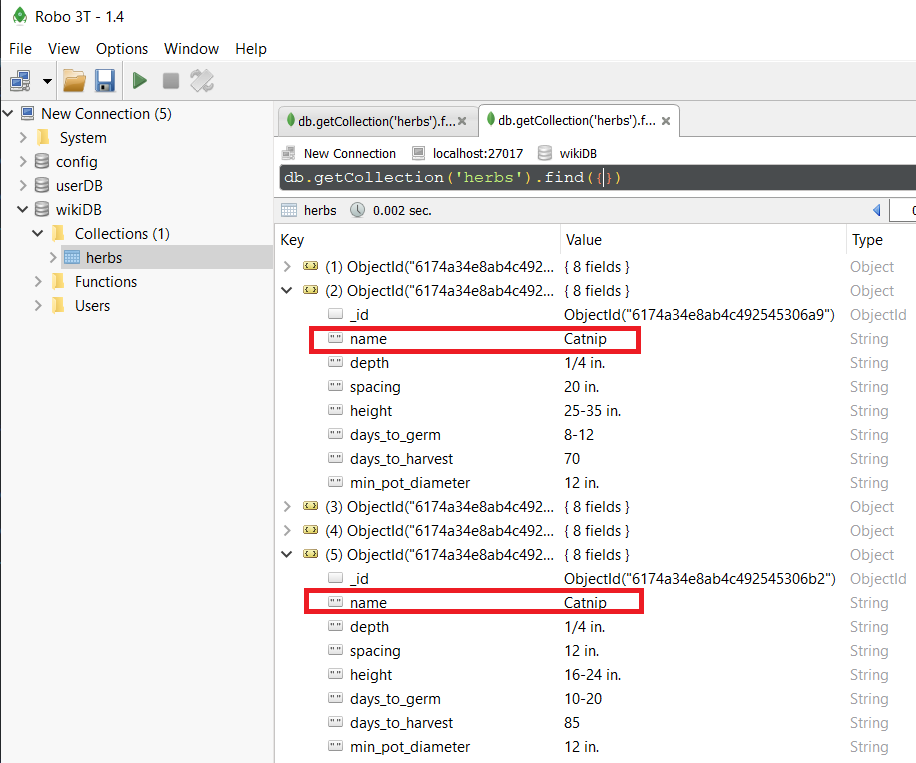 Robo 3T - 1.4
File View Options Window Help
New Connection (5)
System
config
userDB
wikiDB
Collections (1)
herbs
Functions
Users
db.getCollection('herbs').f... db.getCollection('herbs').f...
New Connection localhost:27017 wikiDB
db.getCollection('herbs').find({})
herbs 0.002 sec. 0
Key Value Type
(1) ObjectId("6174a34e8ab4c492... { 8 fields } Object
(2) ObjectId("6174a34e8ab4c492... { 8 fields } Object
_id ObjectId("6174a34e8ab4c492545306a9") ObjectId
name Catnip String
depth 1/4 in. String
spacing 20 in. String
height 25-35 in. String
days_to_germ 8-12 String
days_to_harvest 70 String
min_pot_diameter 12 in. String
(3) ObjectId("6174a34e8ab4c492... { 8 fields } Object
(4) ObjectId("6174a34e8ab4c492... { 8 fields } Object
(5) ObjectId("6174a34e8ab4c492... { 8 fields } Object
_id ObjectId("6174a34e8ab4c492545306b2") ObjectId
name Catnip String
depth 1/4 in. String
spacing 12 in. String
height 16-24 in. String
days_to_germ 10-20 String
days_to_harvest 85 String
min_pot_diameter 12 in. String